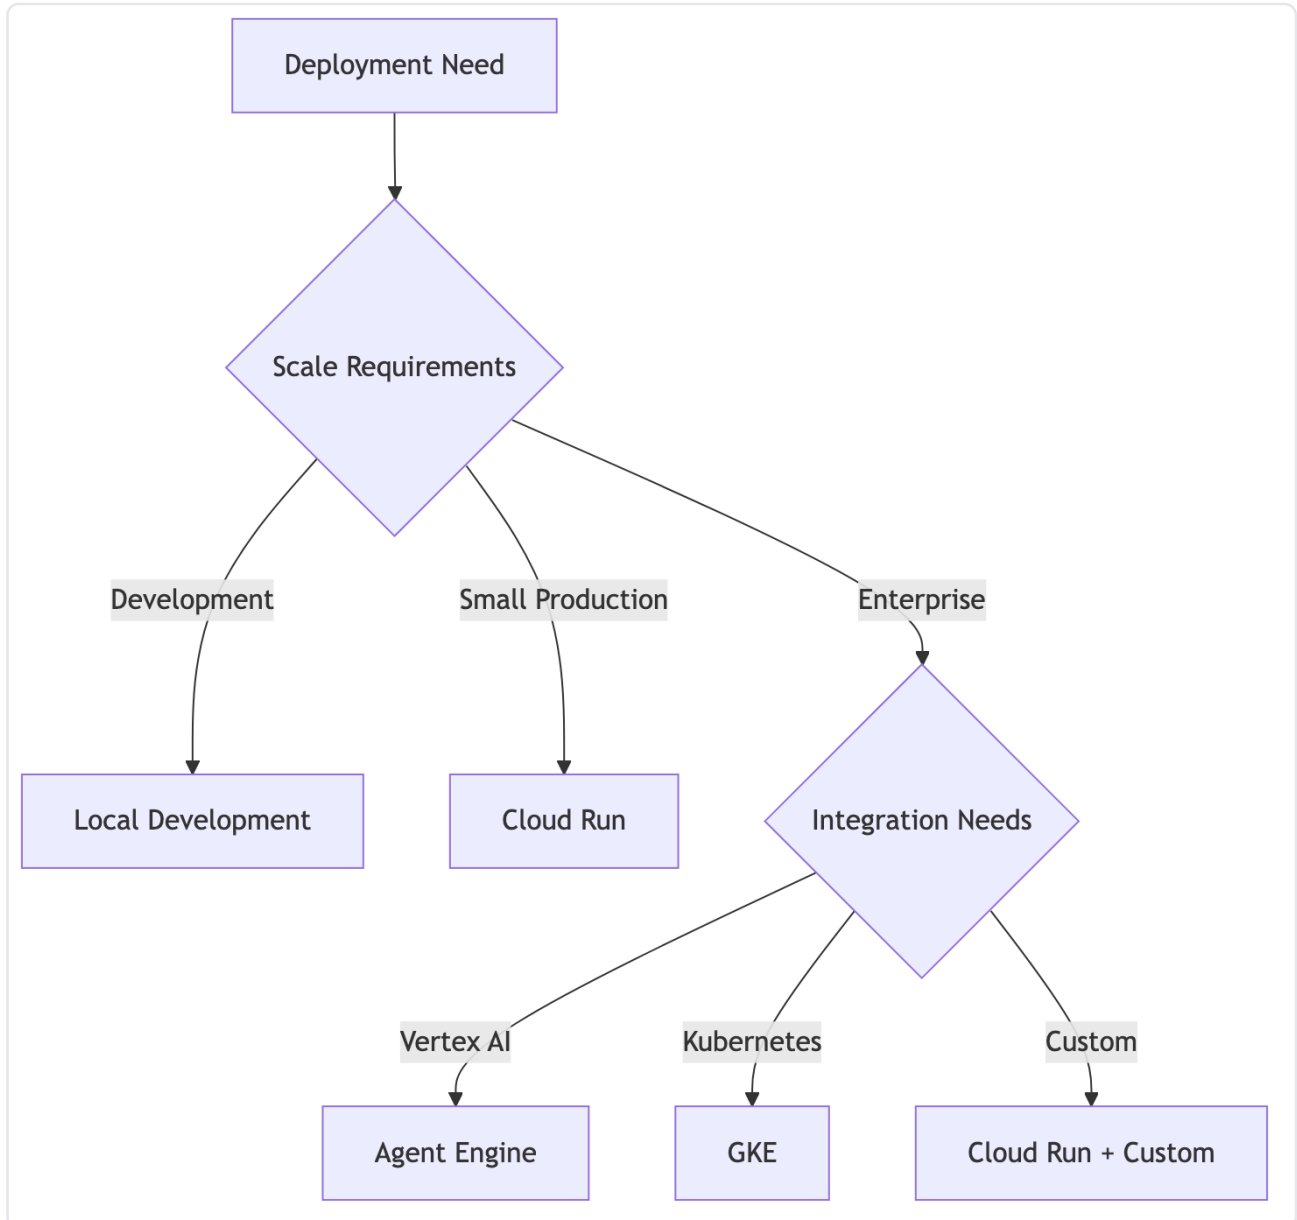 Deployment Need
Scale Requirements
Development
Small Production
Enterprise
Local Development
Cloud Run
Integration Needs
Vertex AI
Kubernetes
Custom
Agent Engine
GKE
Cloud Run + Custom